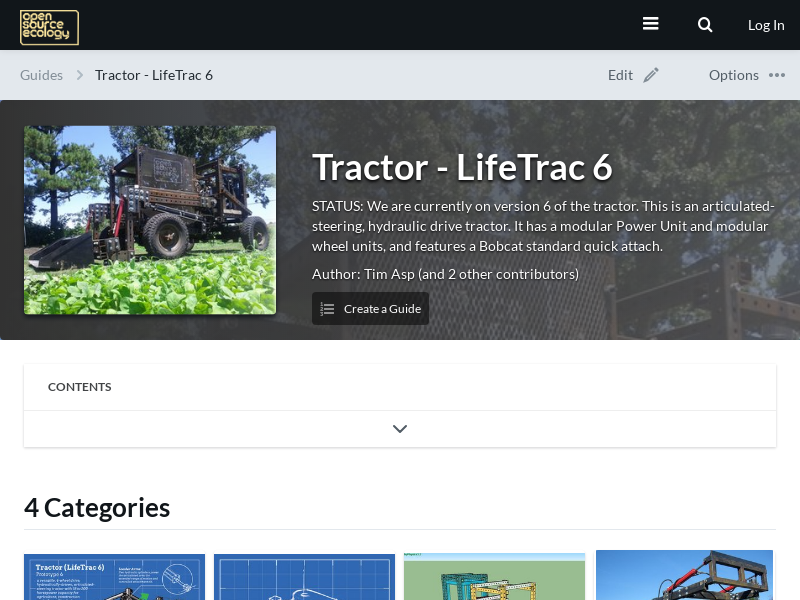 open
source
ecology
Log In
Guides
Tractor - LifeTrac 6
Edit
Options
Tractor - LifeTrac 6
STATUS: We are currently on version 6 of the tractor. This is an articulated-
steering, hydraulic drive tractor. It has a modular Power Unit and modular
wheel units, and features a Bobcat standard quick attach.
Author: Tim Asp (and 2 other contributors)
Create a Guide
CONTENTS
4 Categories
Tractor (LifeTrac 6)
Prototype 6